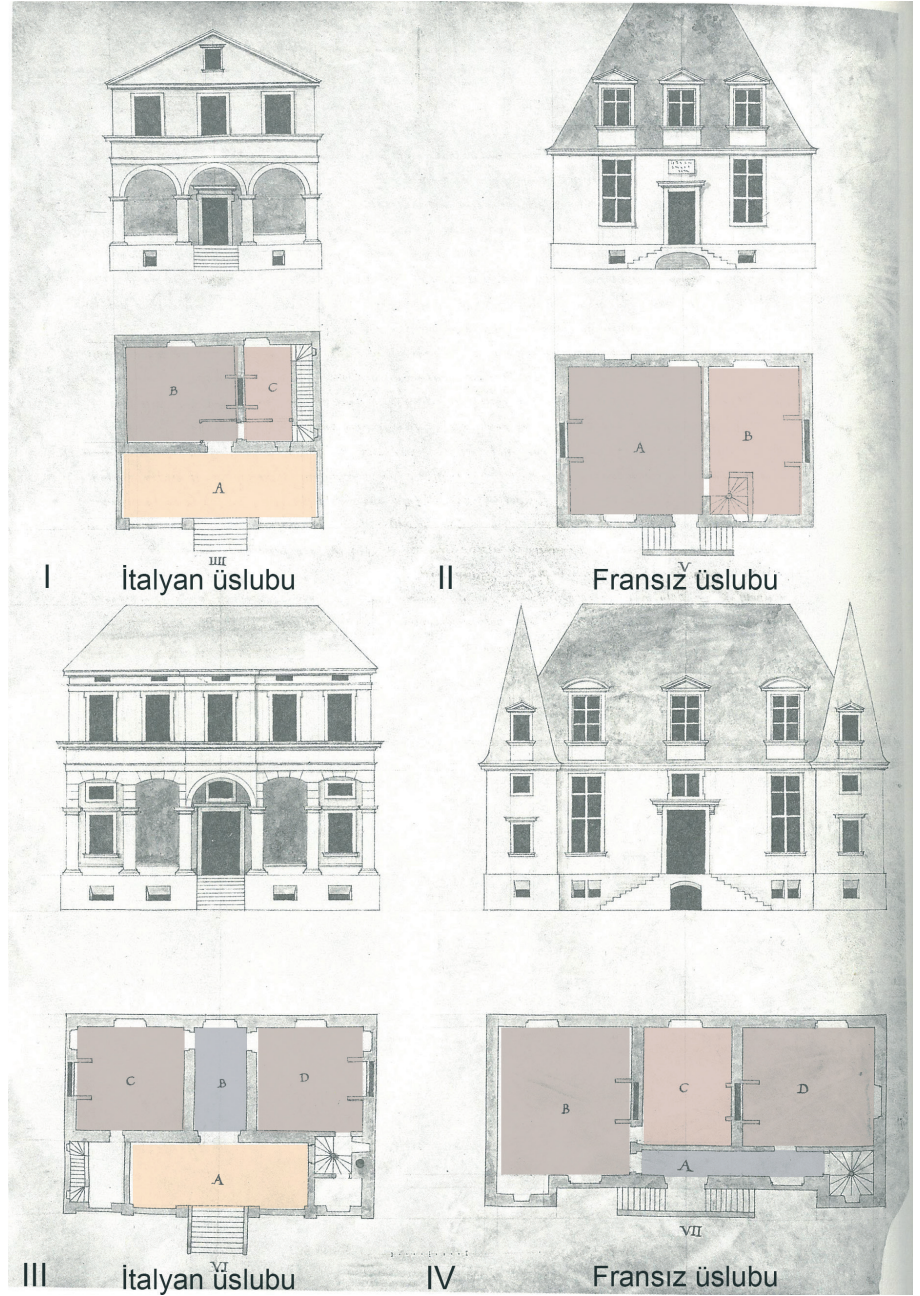 B
C
A
IIII
I İtalyan üslubu
A
B
V
II Fransız üslubu
C
B
D
A
VI
III İtalyan üslubu
B
C
D
A
VII
IV Fransız üslubu